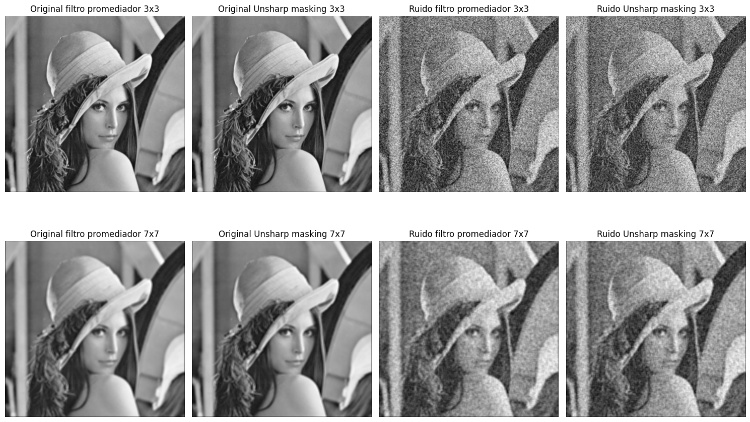 Original filtro promediador 3x3
Original Unsharp masking 3x3
Ruido filtro promediador 3x3
Ruido Unsharp masking 3x3
Original filtro promediador 7x7
Original Unsharp masking 7x7
Ruido filtro promediador 7x7
Ruido Unsharp masking 7x7